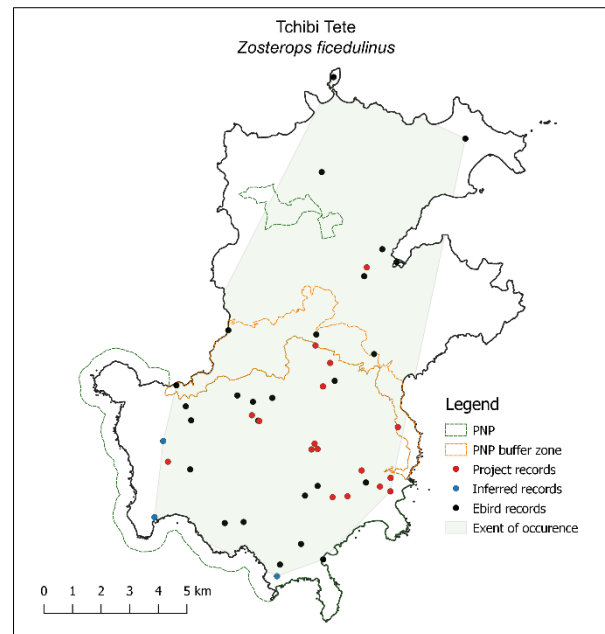 Tchibi Tete
Zosterops ficedulinus
Legend
PNP
PNP buffer zone
Project records
Inferred records
Ebird records
Exent of occurence
0 1 2 3 4 5 km